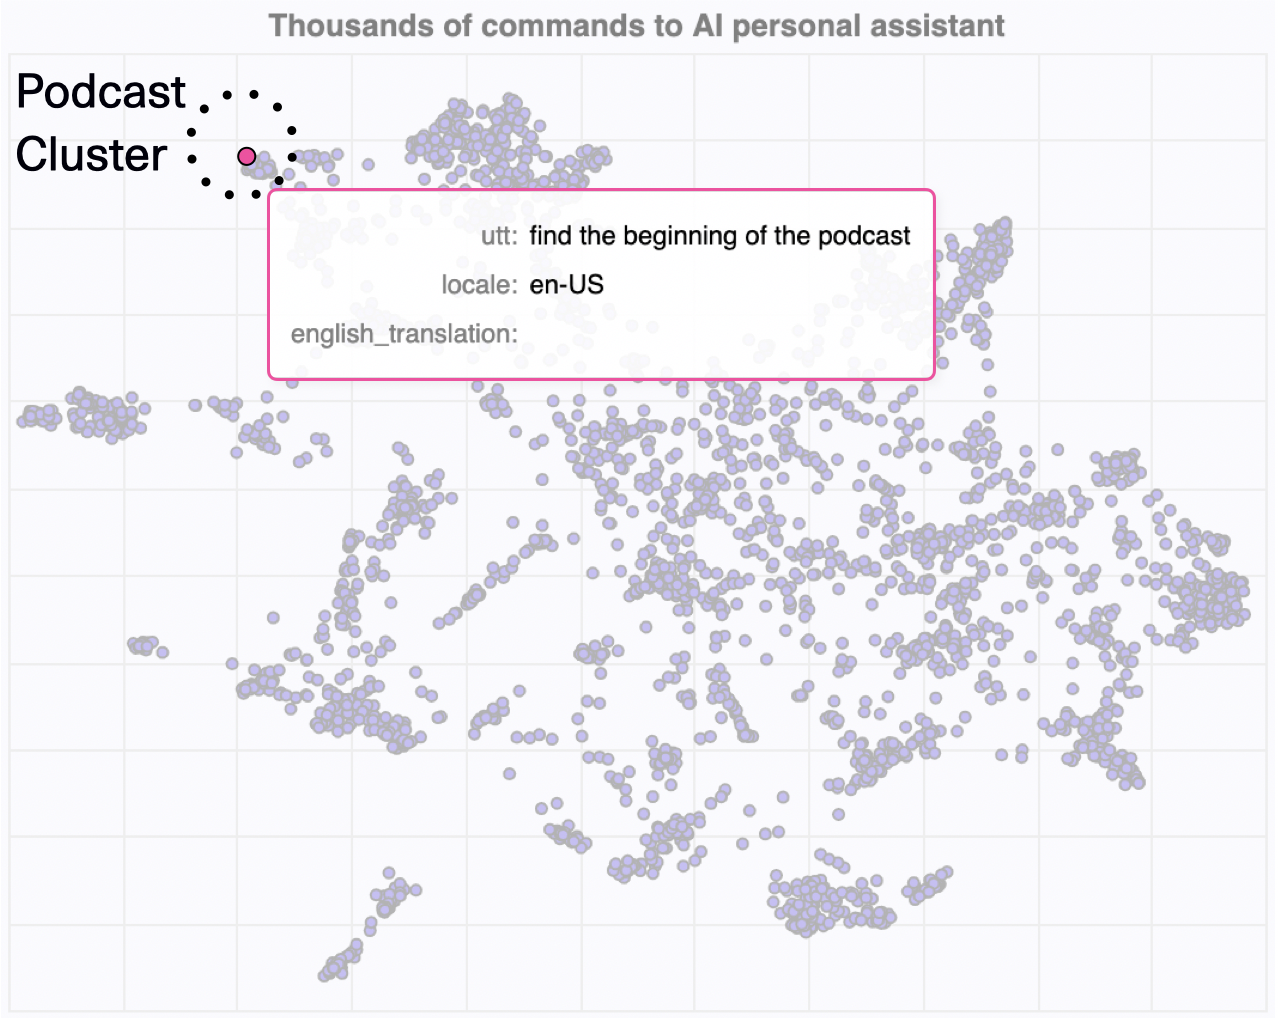 Thousands of commands to AI personal assistant
Podcast
Cluster
utt: find the beginning of the podcast
locale: en-US
english_translation: